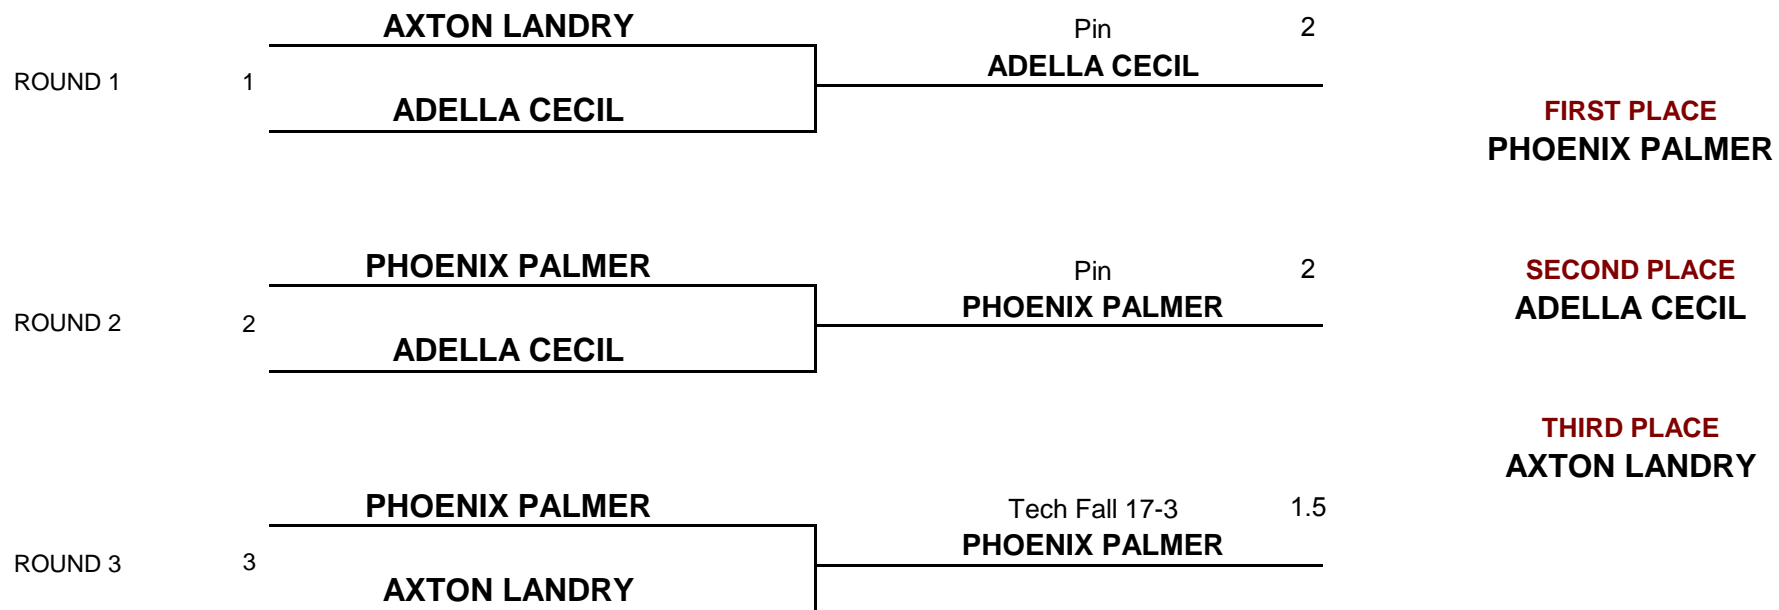 AXTON LANDRY
Pin 2
ADELLA CECIL
ROUND 1 1
ADELLA CECIL
FIRST PLACE
PHOENIX PALMER
PHOENIX PALMER
Pin 2
PHOENIX PALMER
ROUND 2 2
ADELLA CECIL
SECOND PLACE
ADELLA CECIL
THIRD PLACE
AXTON LANDRY
PHOENIX PALMER
Tech Fall 17-3 1.5
PHOENIX PALMER
ROUND 3 3
AXTON LANDRY